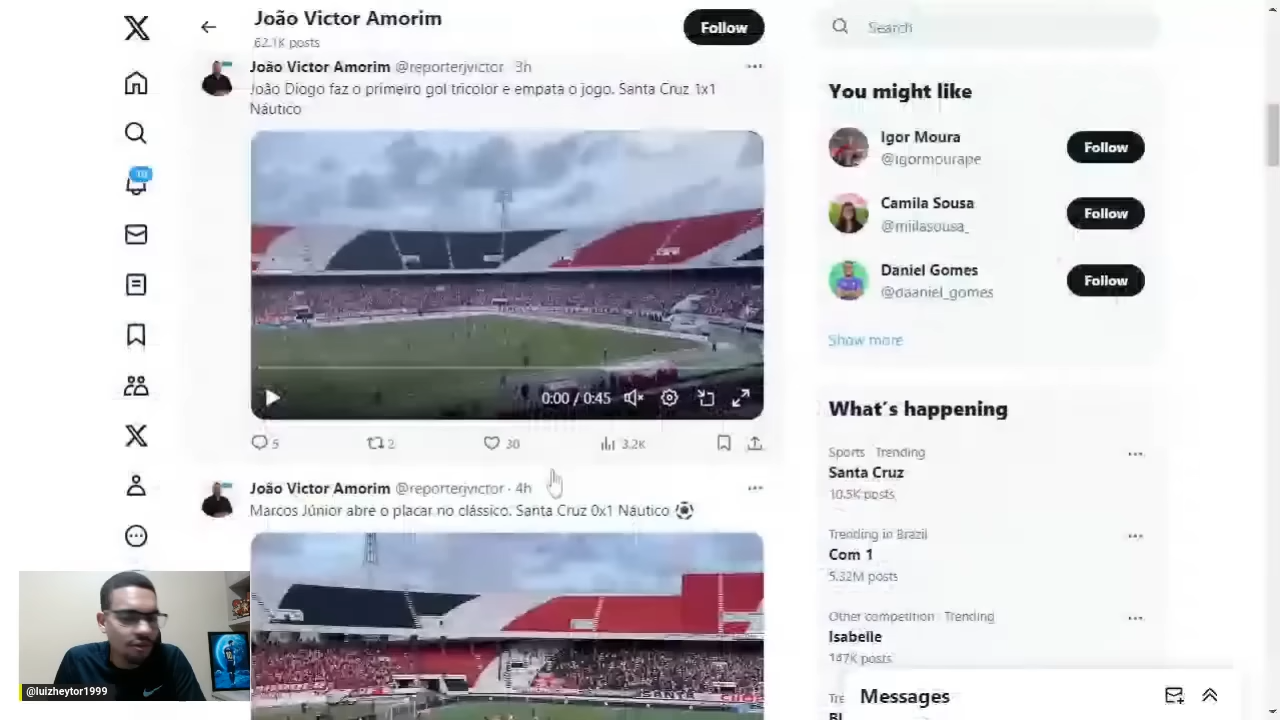 João Victor Amorim
62.1K posts
Follow
João Victor Amorim @reporterjvictor · 3h
João Diogo faz o primeiro gol tricolor e empata o jogo. Santa Cruz 1x1
Náutico
0:00 / 0:45
5
2
30
3.2K
João Victor Amorim @reporterjvictor · 4h
Marcos Júnior abre o placar no clássico. Santa Cruz 0x1 Náutico
SANTA
Search
You might like
Igor Moura
@igormourape
Follow
Camila Sousa
@miilasousa_
Follow
Daniel Gomes
@daaniel_gomes
Follow
Show more
What's happening
Sports · Trending
Santa Cruz
10.5K posts
Trending in Brazil
Com 1
5.32M posts
Other competition · Trending
Isabelle
147K posts
Messages
@luizheytor1999